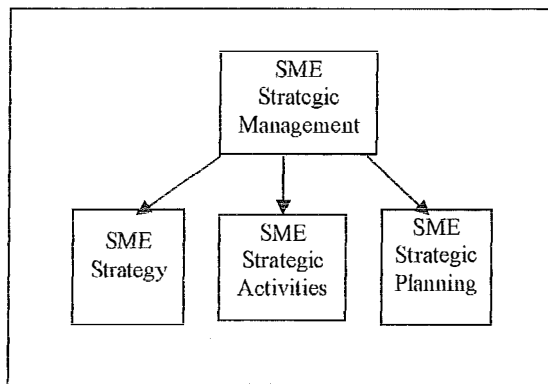 SME
Strategic
Management
SME
Strategy
SME
Strategic
Activities
SME
Strategic
Planning